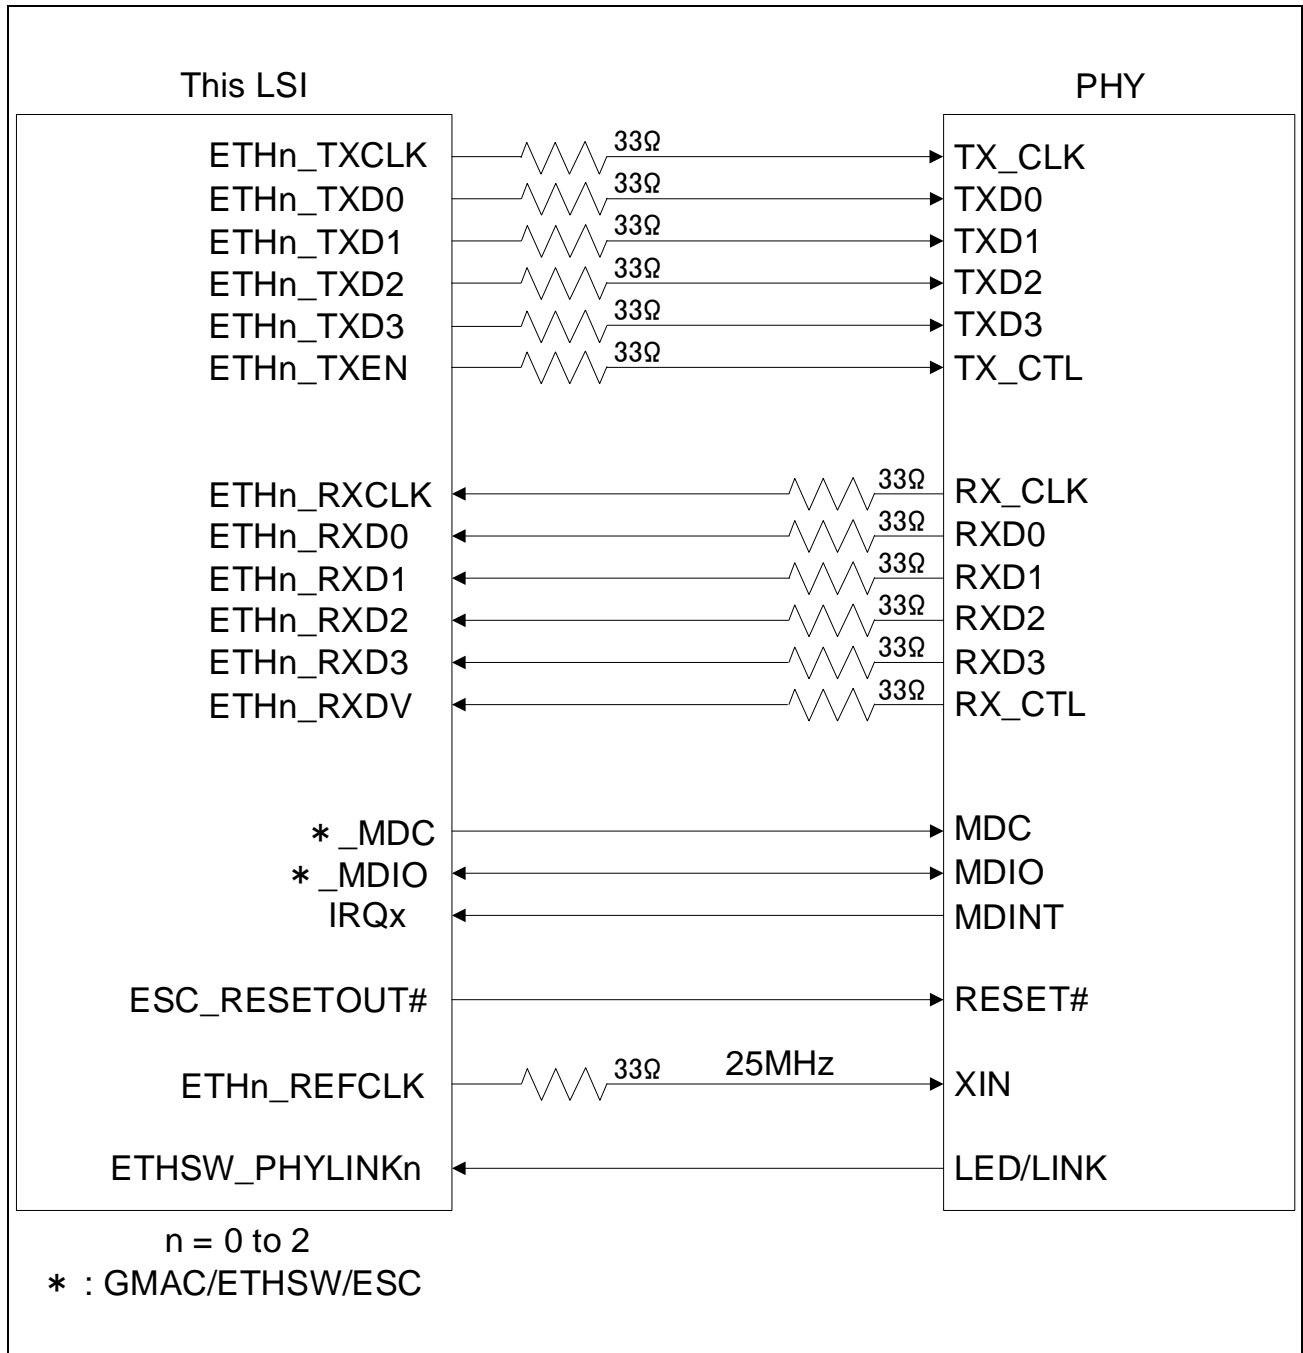 This LSI PHY
ETHn_TXCLK 33Ω TX_CLK
ETHn_TXD0 33Ω TXD0
ETHn_TXD1 33Ω TXD1
ETHn_TXD2 33Ω TXD2
ETHn_TXD3 33Ω TXD3
ETHn_TXEN 33Ω TX_CTL
ETHn_RXCLK 33Ω RX_CLK
ETHn_RXD0 33Ω RXD0
ETHn_RXD1 33Ω RXD1
ETHn_RXD2 33Ω RXD2
ETHn_RXD3 33Ω RXD3
ETHn_RXDV 33Ω RX_CTL
*_MDC MDC
*_MDIO MDIO
IRQx MDINT
ESC_RESETOUT# RESET#
ETHn_REFCLK 33Ω 25MHz XIN
ETHSW_PHYLINKn LED/LINK
n = 0 to 2
* : GMAC/ETHSW/ESC